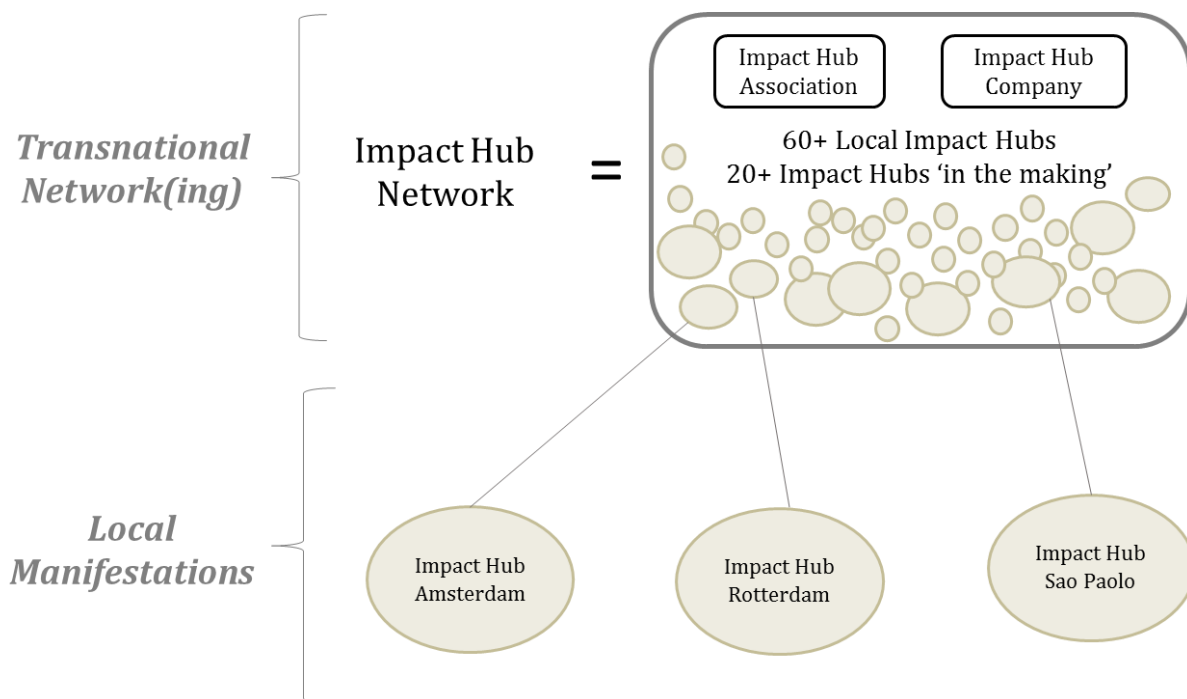 Transnational
Network(ing)
Impact Hub
Network
=
Impact Hub
Association
Impact Hub
Company
60+ Local Impact Hubs
20+ Impact Hubs ‘in the making’
Local
Manifestations
Impact Hub
Amsterdam
Impact Hub
Rotterdam
Impact Hub
Sao Paolo